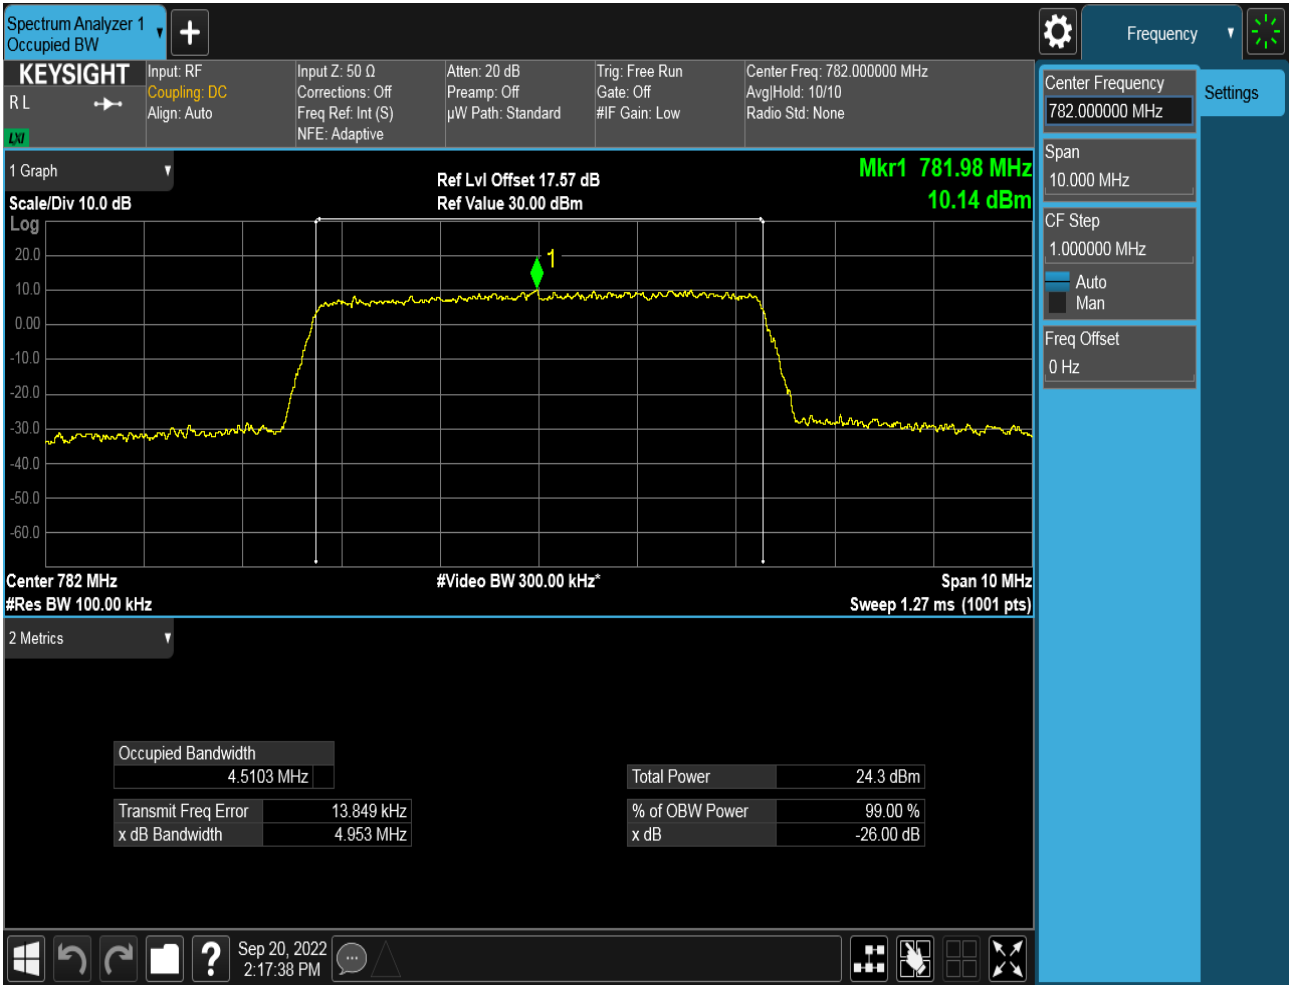 Spectrum Analyzer 1
Occupied BW
Frequency
KEYSIGHT
R L
LXI
Input: RF
Coupling: DC
Align: Auto
Input Z: 50 Ω
Corrections: Off
Freq Ref: Int (S)
NFE: Adaptive
Atten: 20 dB
Preamp: Off
µW Path: Standard
Trig: Free Run
Gate: Off
#IF Gain: Low
Center Freq: 782.000000 MHz
Avg|Hold: 10/10
Radio Std: None
Center Frequency
782.000000 MHz
Settings
Span
10.000 MHz
CF Step
1.000000 MHz
Auto
Man
Freq Offset
0 Hz
1 Graph
Scale/Div 10.0 dB
Ref Lvl Offset 17.57 dB
Ref Value 30.00 dBm
Mkr1 781.98 MHz
10.14 dBm
Log
20.0
10.0
0.00
-10.0
-20.0
-30.0
-40.0
-50.0
-60.0
1
Center 782 MHz
#Video BW 300.00 kHz*
Span 10 MHz
#Res BW 100.00 kHz
Sweep 1.27 ms (1001 pts)
2 Metrics
Occupied Bandwidth
4.5103 MHz
Total Power 24.3 dBm
Transmit Freq Error 13.849 kHz
% of OBW Power 99.00 %
x dB Bandwidth 4.953 MHz
x dB -26.00 dB
?
Sep 20, 2022
2:17:38 PM